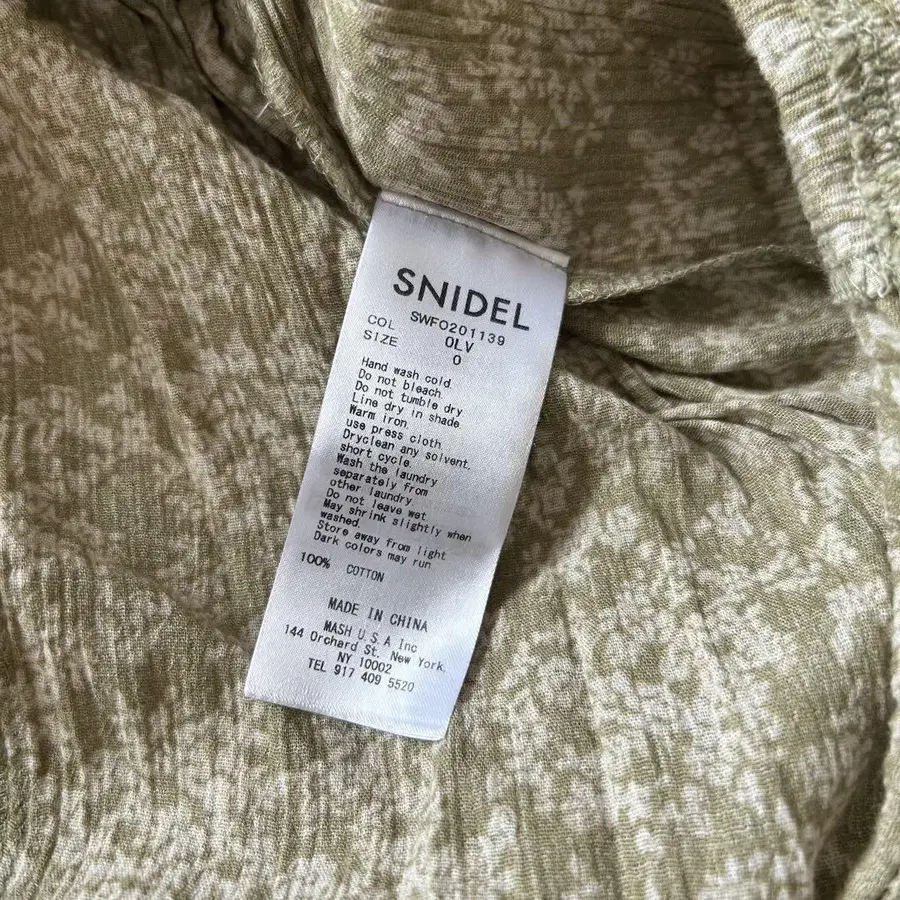 SNIDEL
SWFO201139
COL OLV
SIZE 0
Hand wash cold
Do not bleach
Do not tumble dry
Line dry in shade
Warm iron
use press cloth
Dryclean any solvent.
short cycle.
Wash the laundry
separately from
other laundry
Do not leave wet
May shrink slightly when
washed.
Store away from light
Dark colors may run
100% COTTON
MADE IN CHINA
MASH U.S.A Inc
144 Orchard St. New York.
NY 10002
TEL 917 409 5520